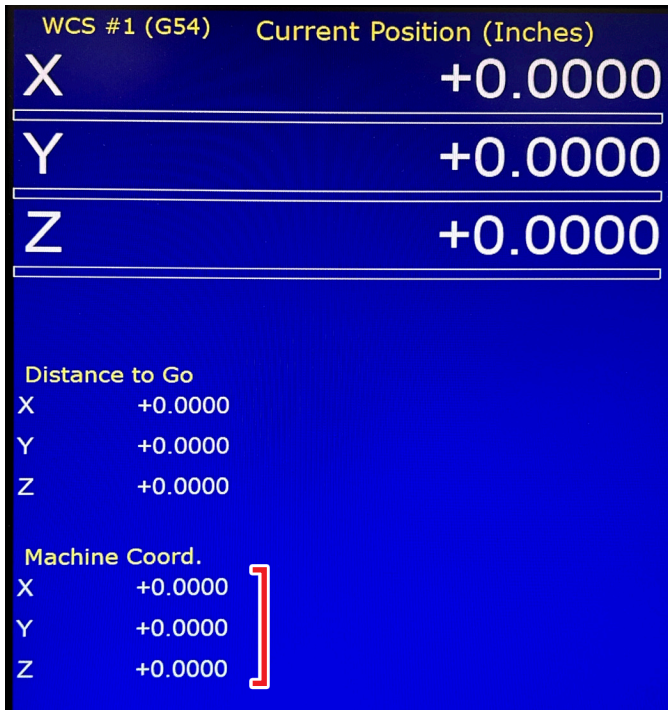 WCS #1 (G54) Current Position (Inches)
X +0.0000
Y +0.0000
Z +0.0000
Distance to Go
X +0.0000
Y +0.0000
Z +0.0000
Machine Coord.
X +0.0000
Y +0.0000
Z +0.0000